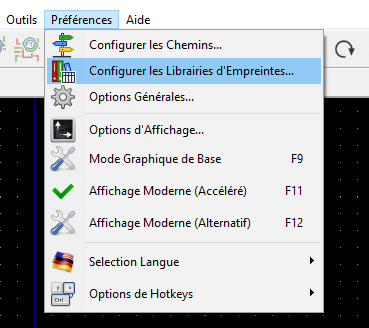 Outils Préférences Aide
Configurer les Chemins...
Configurer les Librairies d'Empreintes...
Options Générales...
Options d'Affichage...
Mode Graphique de Base F9
Affichage Moderne (Accéléré) F11
Affichage Moderne (Alternatif) F12
Selection Langue
Options de Hotkeys
Ctrl